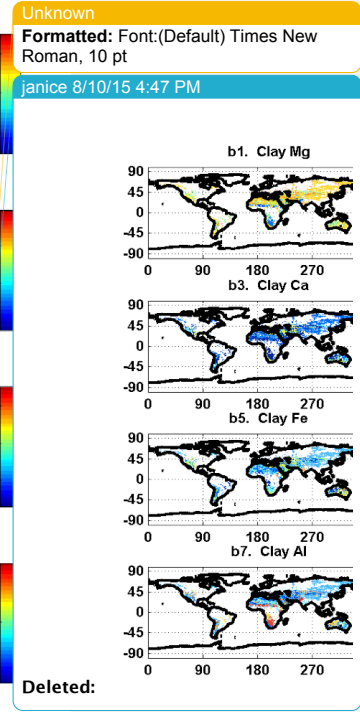 Unknown
Formatted: Font:(Default) Times New
Roman, 10 pt
janice 8/10/15 4:47 PM
b1. Clay Mg
90
45
0
-45
-90
0 90 180 270
b3. Clay Ca
90
45
0
-45
-90
0 90 180 270
b5. Clay Fe
90
45
0
-45
-90
0 90 180 270
b7. Clay Al
90
45
0
-45
-90
0 90 180 270
Deleted: